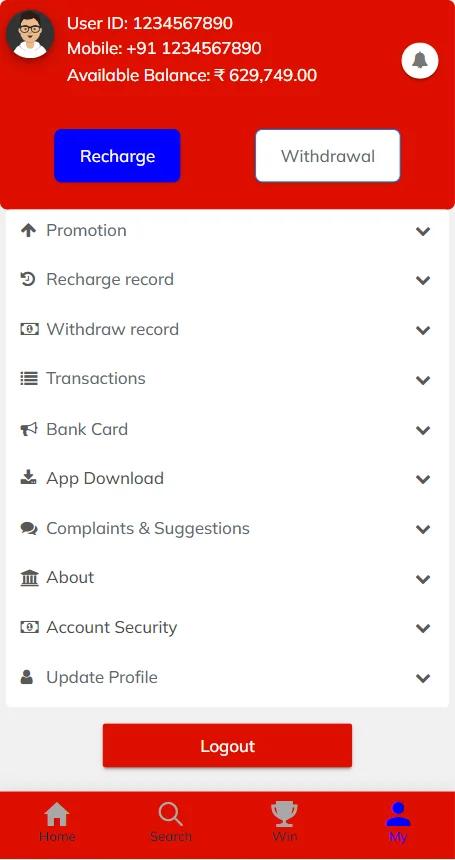 User ID: 1234567890
Mobile: +91 1234567890
Available Balance: ₹ 629,749.00
Recharge
Withdrawal
Promotion
Recharge record
Withdraw record
Transactions
Bank Card
App Download
Complaints & Suggestions
About
Account Security
Update Profile
Logout
Home
Search
Win
My